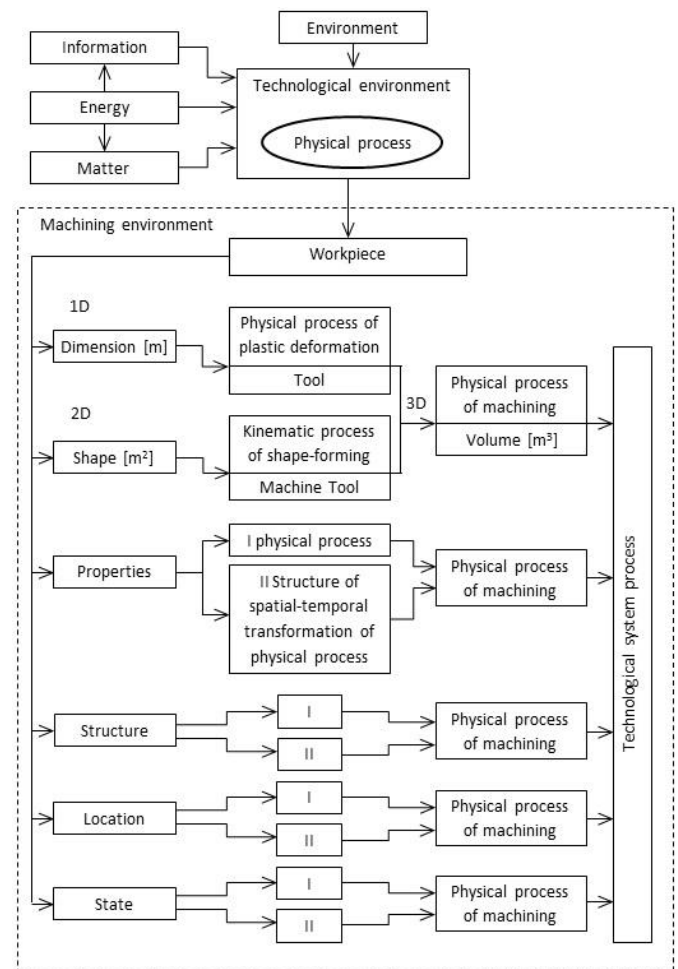 Environment
Information
Technological environment
Energy
Physical process
Matter
Machining environment
Workpiece
1D
Physical process of
plastic deformation
Dimension [m]
Tool
3D
Physical process
of machining
Volume [m³]
2D
Kinematic process
of shape-forming
Shape [m²]
Machine Tool
I physical process
Properties
II Structure of
spatial-temporal
transformation of
physical process
Physical process
of machining
Technological system process
Structure
I
II
Physical process
of machining
Location
I
II
Physical process
of machining
State
I
II
Physical process
of machining